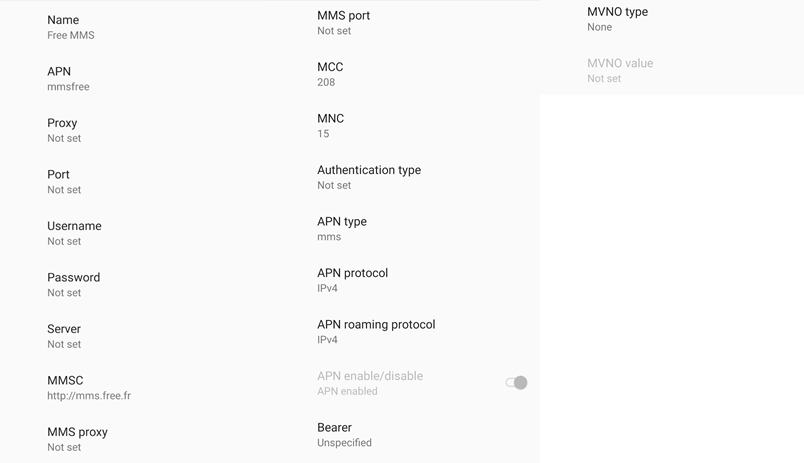 Name
Free MMS
APN
mmsfree
Proxy
Not set
Port
Not set
Username
Not set
Password
Not set
Server
Not set
MMSC
http://mms.free.fr
MMS proxy
Not set
MMS port
Not set
MCC
208
MNC
15
Authentication type
Not set
APN type
mms
APN protocol
IPv4
APN roaming protocol
IPv4
APN enable/disable
APN enabled
Bearer
Unspecified
MVNO type
None
MVNO value
Not set